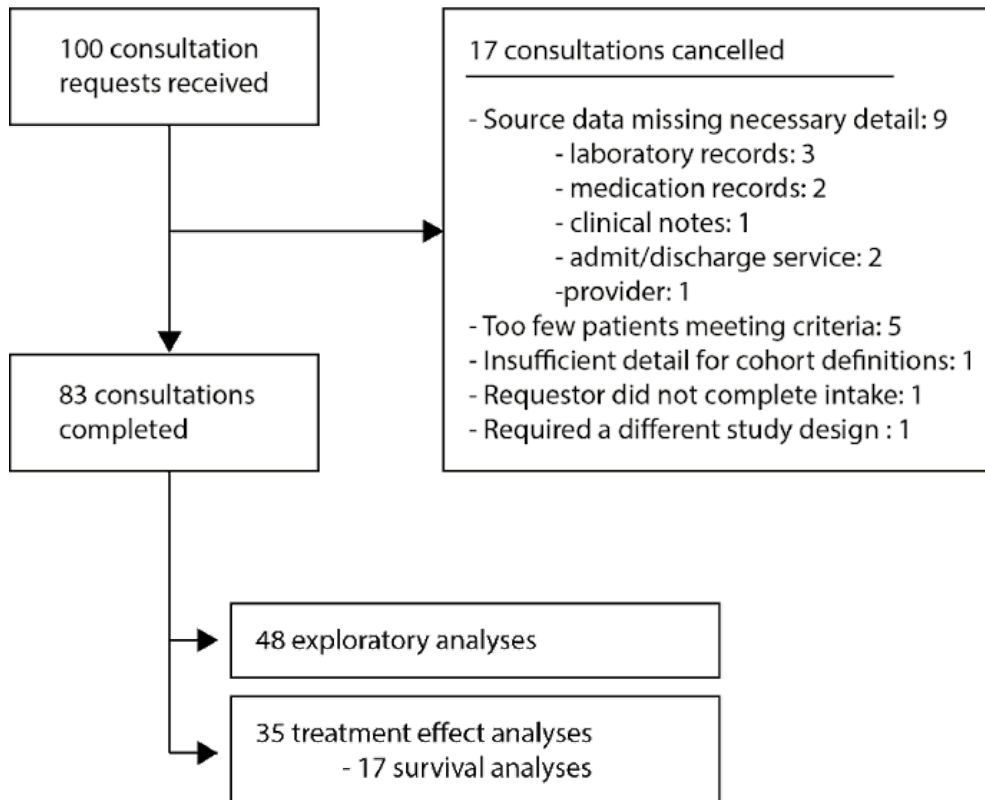 100 consultation
requests received
17 consultations cancelled
- Source data missing necessary detail: 9
- laboratory records: 3
- medication records: 2
- clinical notes: 1
- admit/discharge service: 2
-provider: 1
- Too few patients meeting criteria: 5
- Insufficient detail for cohort definitions: 1
- Requestor did not complete intake: 1
- Required a different study design : 1
83 consultations
completed
48 exploratory analyses
35 treatment effect analyses
- 17 survival analyses